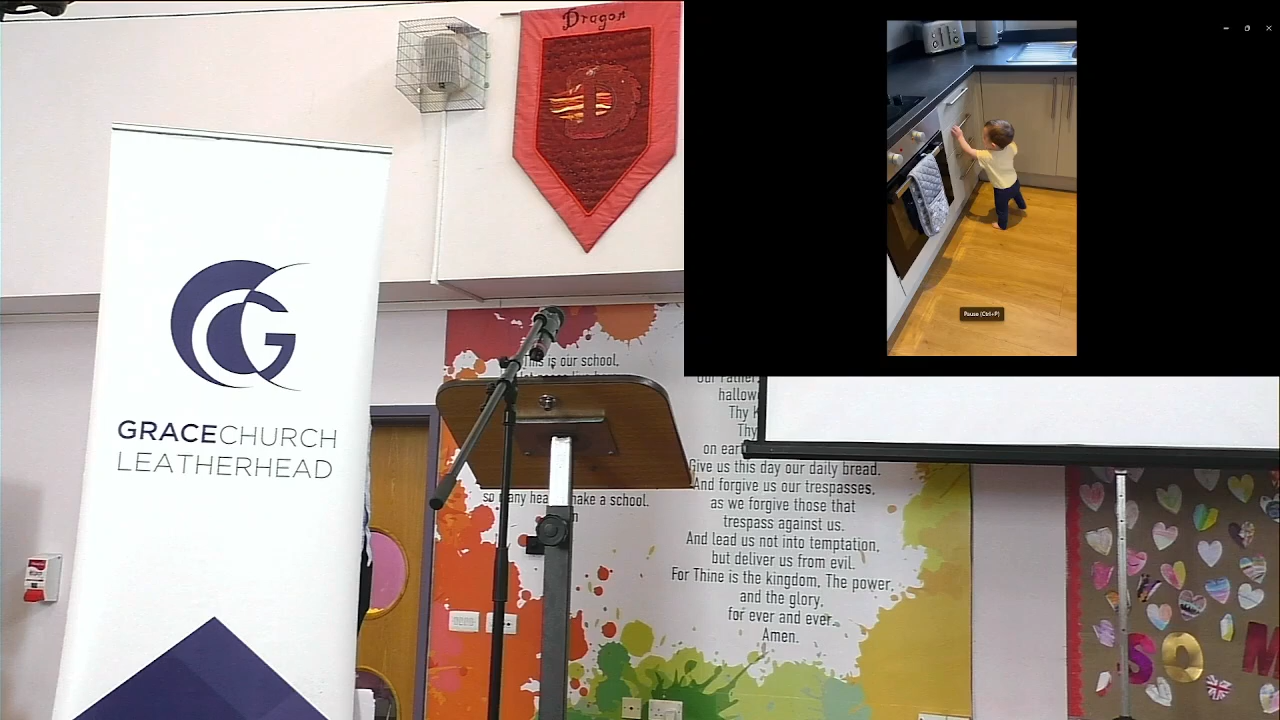 Dragon
D
G
GRACECHURCH
LEATHERHEAD
This is our school,
so many hea make a school.
Our Father,
hallow
Thy
Thy
on eart
Give us this day our daily bread.
And forgive us our trespasses,
as we forgive those that
trespass against us.
And lead us not into temptation,
but deliver us from evil.
For Thine is the kingdom, The power,
and the glory,
for ever and ever.
Amen.
Pause (Ctrl+P)
SO M